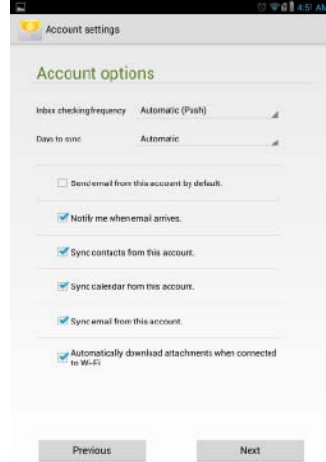 4:51 AM
Account settings
Account options
Inbox checking frequency Automatic (Push)
Days to sync Automatic
Send email from this account by default.
Notify me when email arrives.
Sync contacts from this account.
Sync calendar from this account.
Sync email from this account.
Automatically download attachments when connected
to Wi-Fi
Previous Next